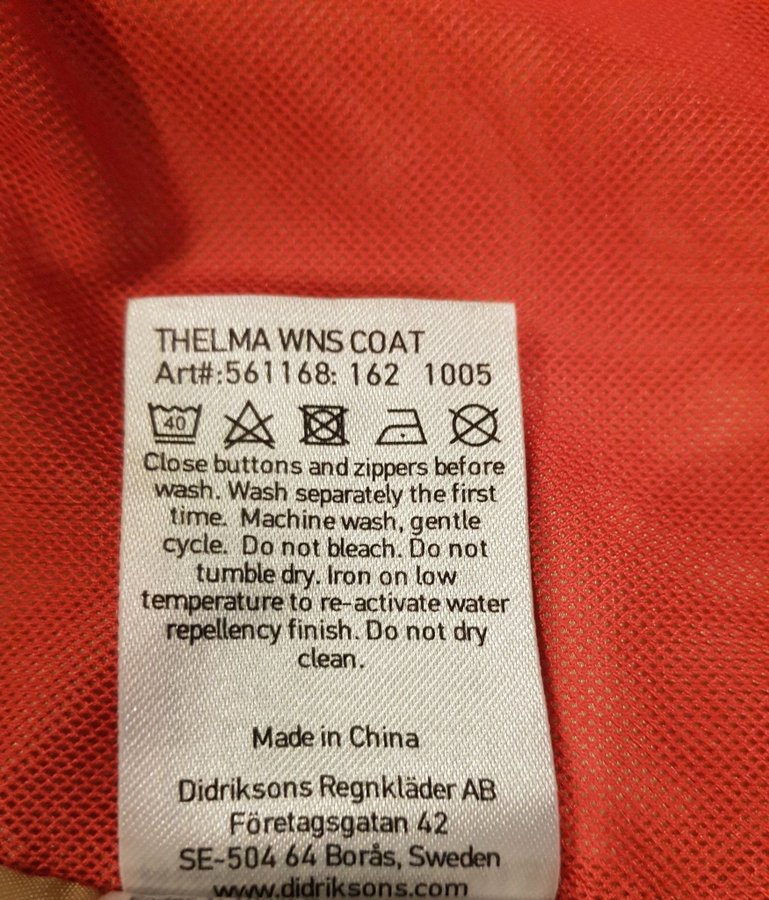 THELMA WNS COAT
Art#:561168: 162 1005
40
Close buttons and zippers before
wash. Wash separately the first
time. Machine wash, gentle
cycle. Do not bleach. Do not
tumble dry. Iron on low
temperature to re-activate water
repellency finish. Do not dry
clean.
Made in China
Didriksons Regnkläder AB
Företagsgatan 42
SE-504 64 Borås, Sweden
www.didriksons.com